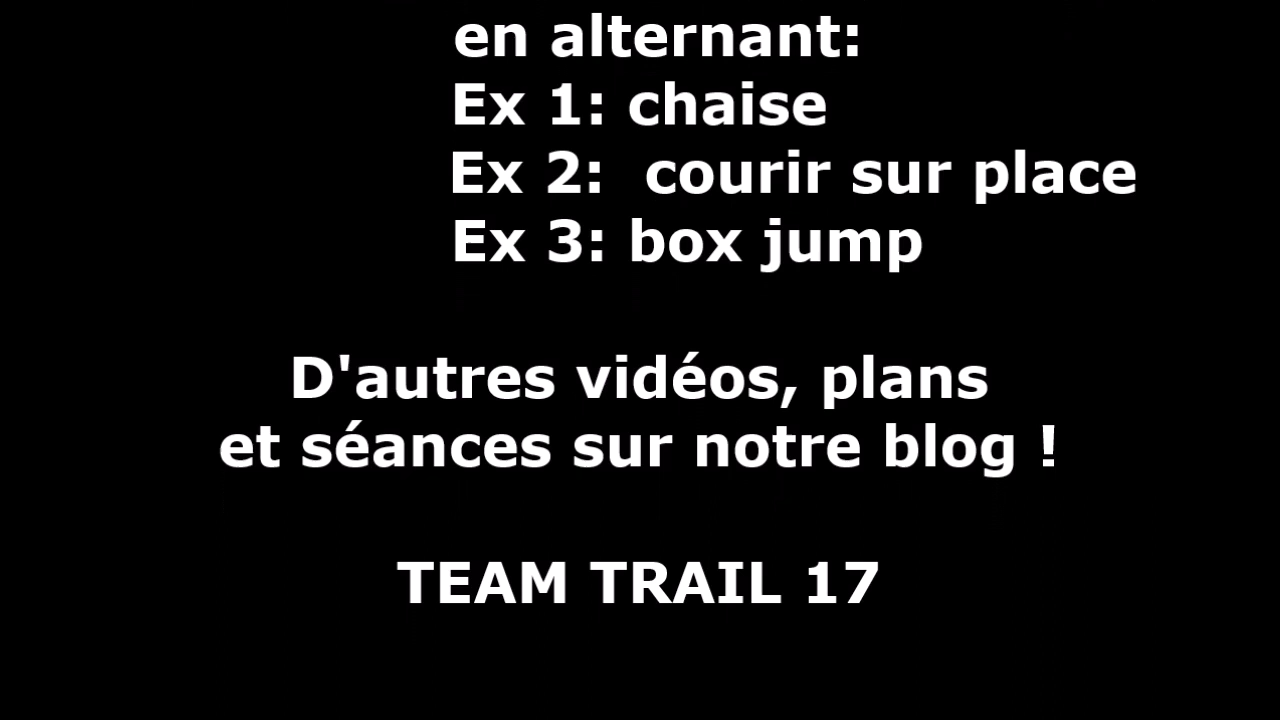 en alternant:
Ex 1: chaise
Ex 2: courir sur place
Ex 3: box jump
D'autres vidéos, plans
et séances sur notre blog !
TEAM TRAIL 17